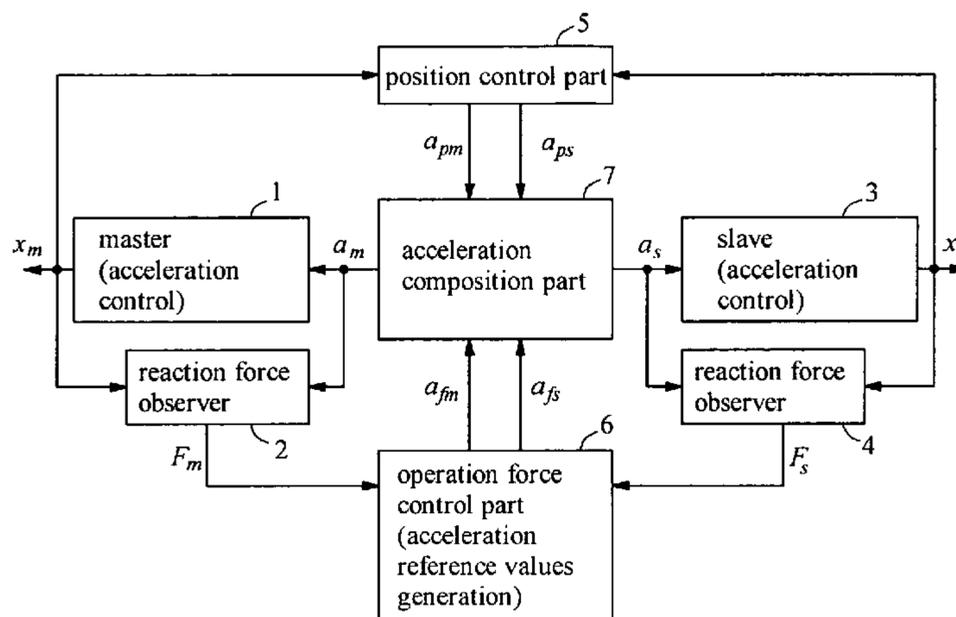 5
position control part
a_pm
a_ps
7
1
3
x_m
master
(acceleration
control)
a_m
acceleration
composition part
a_s
slave
(acceleration
control)
x
reaction force
observer
2
F_m
a_fm
a_fs
6
reaction force
observer
4
F_s
operation force
control part
(acceleration
reference values
generation)